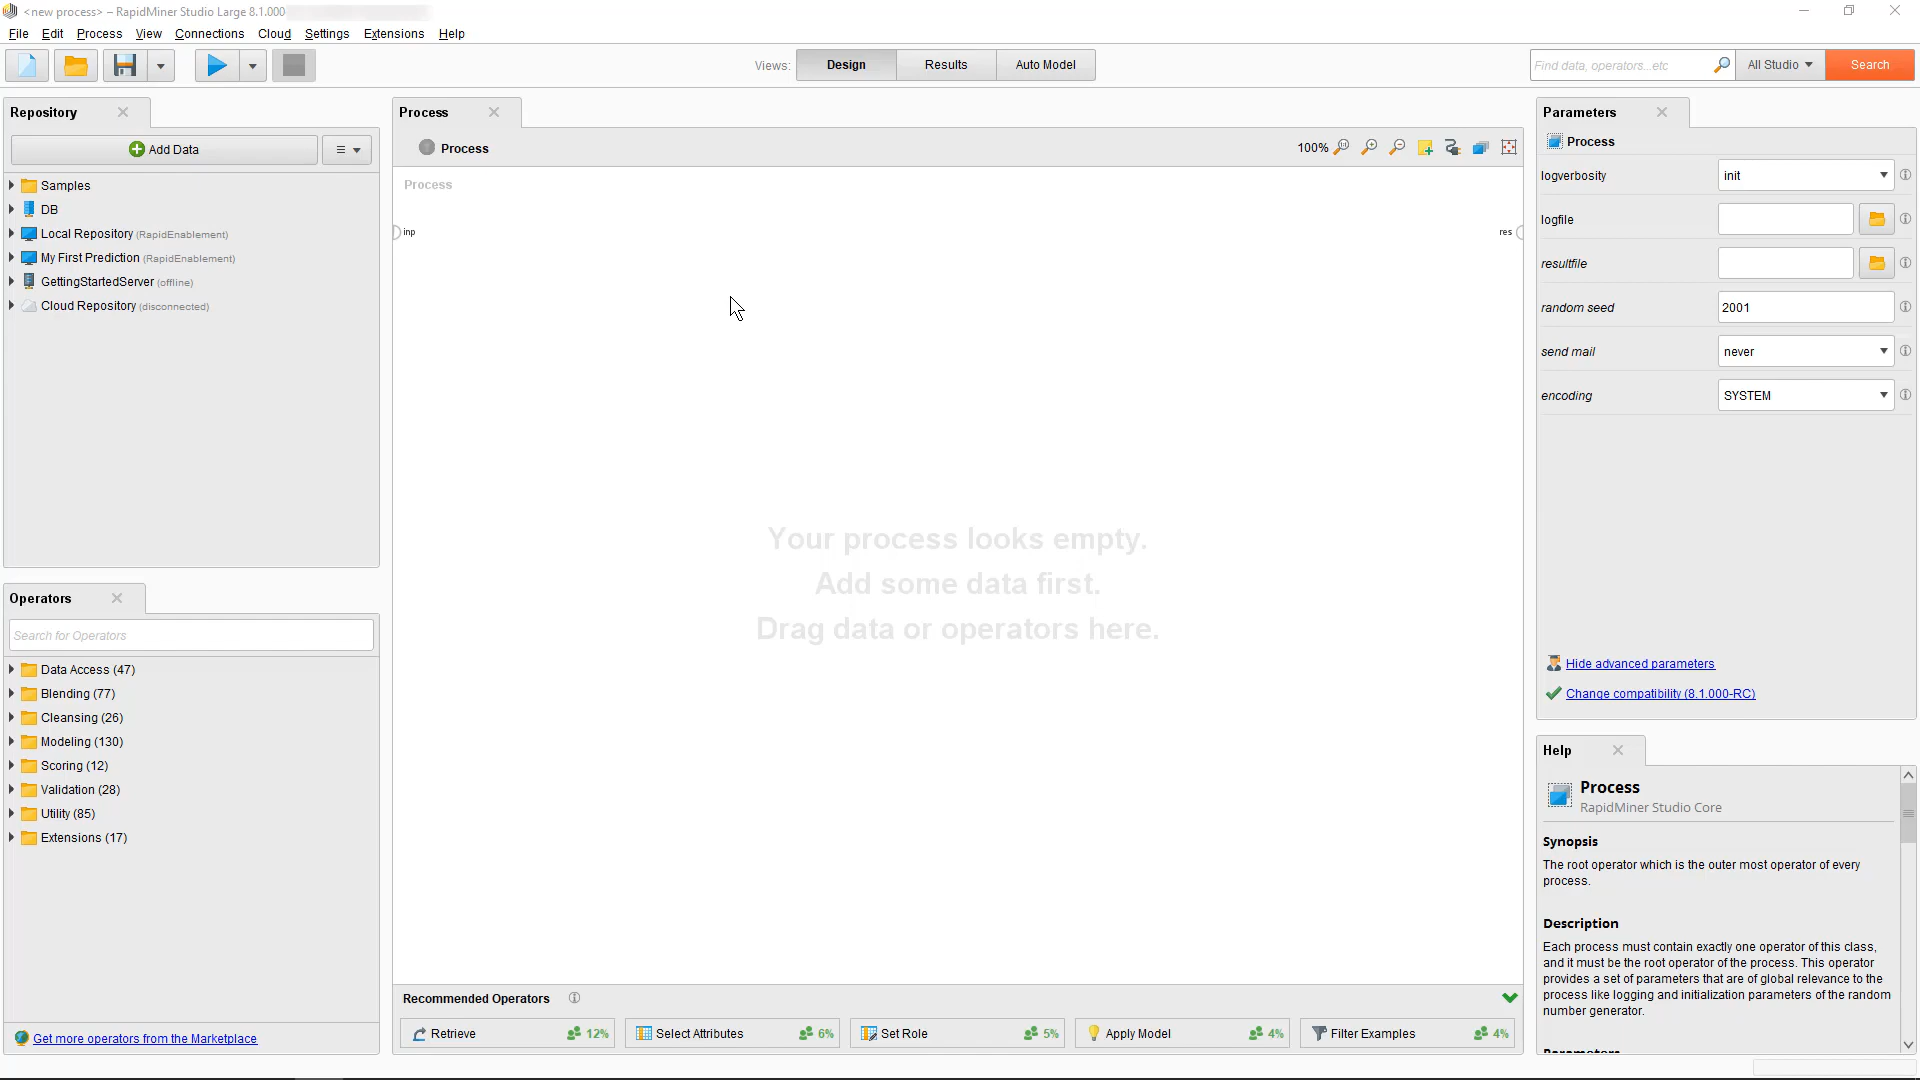 <new process> – RapidMiner Studio Large 8.1.000
File Edit Process View Connections Cloud Settings Extensions Help
Views: Design Results Auto Model
Find data, operators...etc All Studio Search
Repository
Add Data
Samples
DB
Local Repository (RapidEnablement)
My First Prediction (RapidEnablement)
GettingStartedServer (offline)
Cloud Repository (disconnected)
Operators
Search for Operators
Data Access (47)
Blending (77)
Cleansing (26)
Modeling (130)
Scoring (12)
Validation (28)
Utility (85)
Extensions (17)
Get more operators from the Marketplace
Process
Process
100%
Process
inp
res
Your process looks empty.
Add some data first.
Drag data or operators here.
Recommended Operators
Retrieve 12%
Select Attributes 6%
Set Role 5%
Apply Model 4%
Filter Examples 4%
Parameters
Process
logverbosity init
logfile
resultfile
random seed 2001
send mail never
encoding SYSTEM
Hide advanced parameters
Change compatibility (8.1.000-RC)
Help
Process
RapidMiner Studio Core
Synopsis
The root operator which is the outer most operator of every
process.
Description
Each process must contain exactly one operator of this class,
and it must be the root operator of the process. This operator
provides a set of parameters that are of global relevance to the
process like logging and initialization parameters of the random
number generator.
Parameters